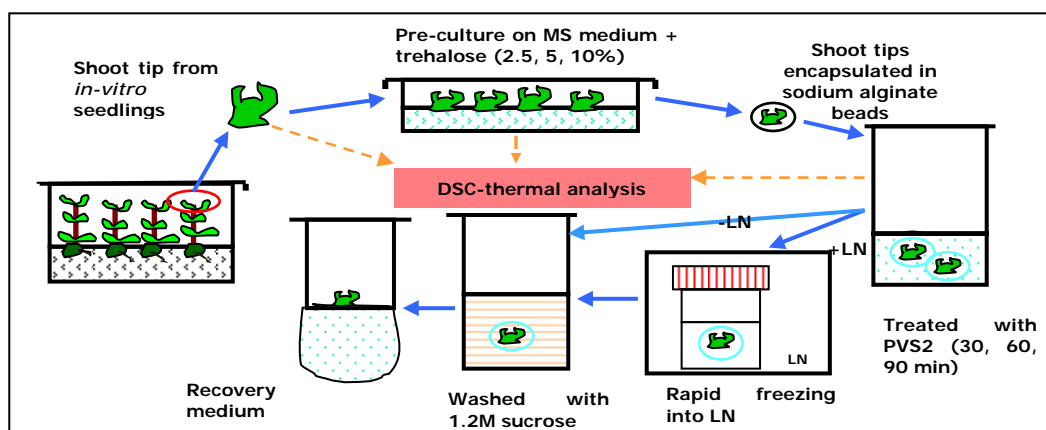 Pre-culture on MS medium +
trehalose (2.5, 5, 10%)
Shoot tip from
in-vitro
seedlings
Shoot tips
encapsulated in
sodium alginate
beads
DSC-thermal analysis
-LN
+LN
LN
Treated with
PVS2 (30, 60,
90 min)
Rapid freezing
into LN
Washed with
1.2M sucrose
Recovery
medium